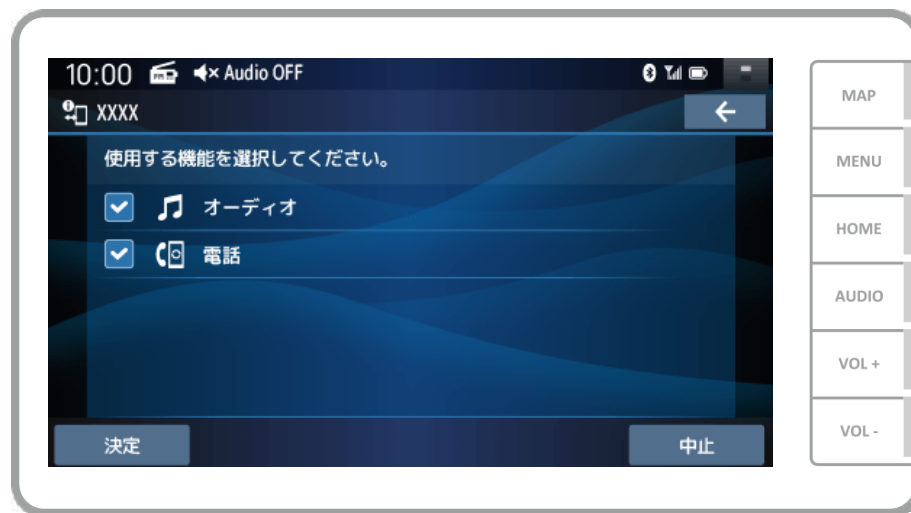 10:00 FM Audio OFF
XXXX
使用する機能を選択してください。
オーディオ
電話
決定 中止
MAP
MENU
HOME
AUDIO
VOL +
VOL -